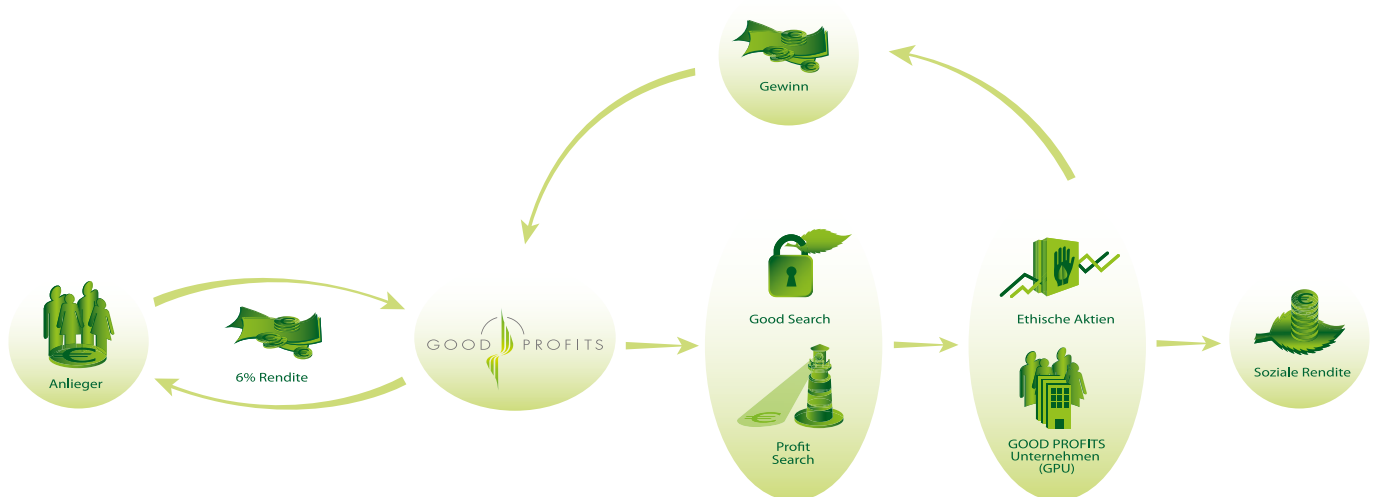 Gewinn
Anlieger
6% Rendite
GOOD PROFITS
Good Search
Profit
Search
Ethische Aktien
GOOD PROFITS
Unternehmen
(GPU)
Soziale Rendite